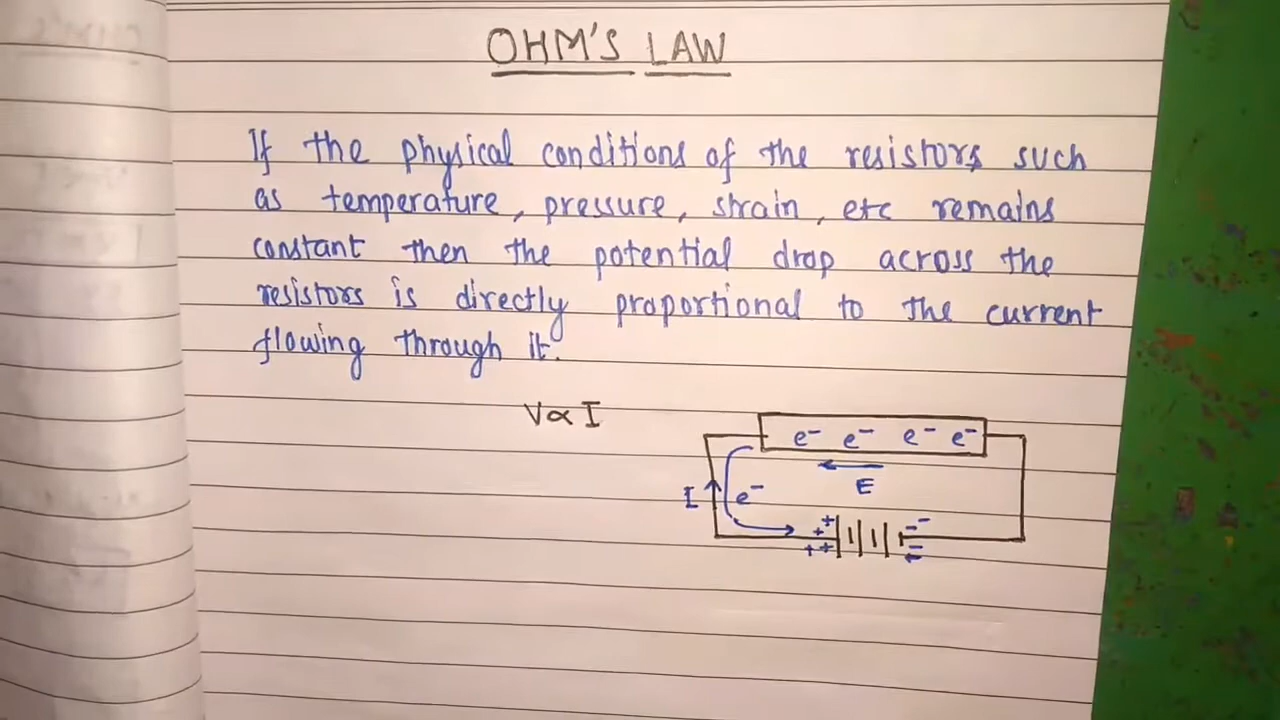 OHM'S LAW
If the physical conditions of the resistors such
as temperature, pressure, strain, etc remains
constant then the potential drop across the
resistors is directly proportional to the current
flowing through it.
V∝I
e⁻ e⁻ e⁻ e⁻
E
I e⁻
+ + + + − − − −